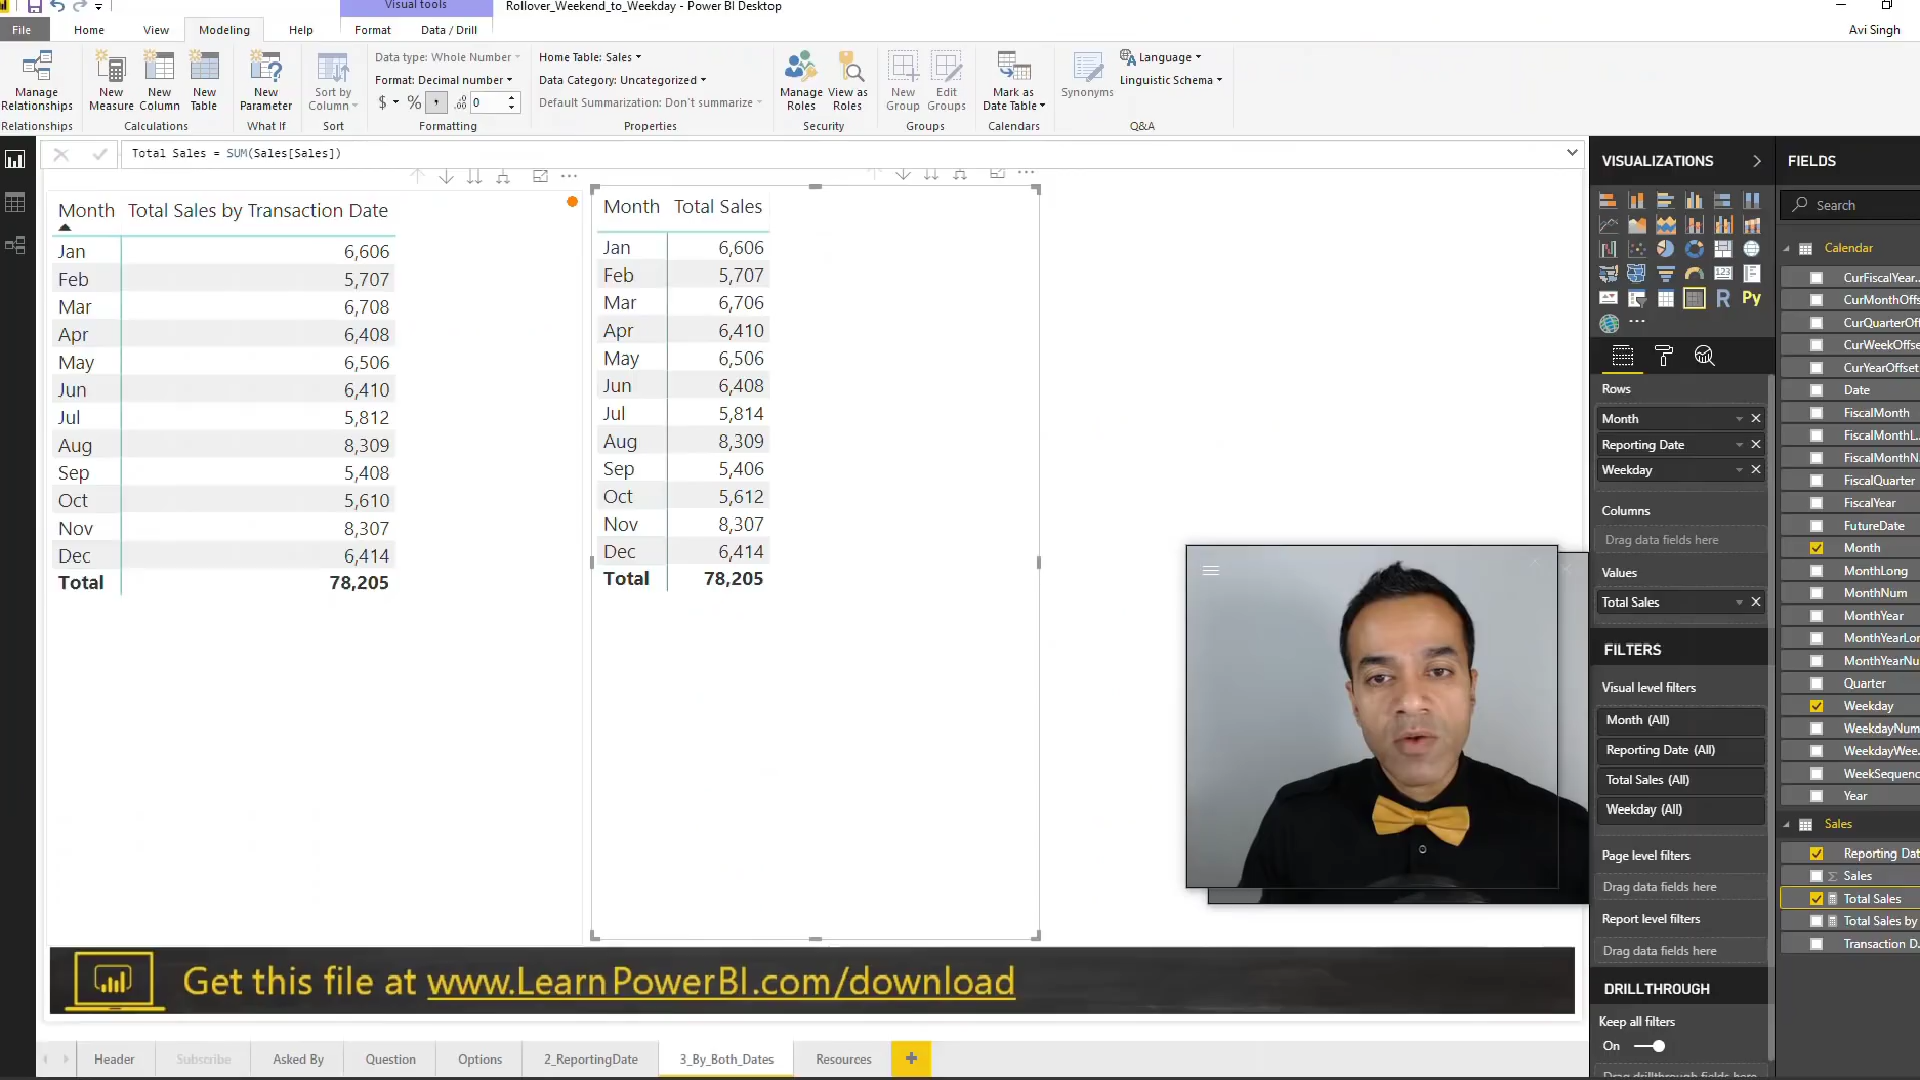 Visual tools
Rollover_Weekend_to_Weekday - Power BI Desktop
File
Home
View
Modeling
Help
Format
Data / Drill
Avi Singh
Manage Relationships
New Measure
New Column
New Table
New Parameter
Sort by Column
Data type: Whole Number
Format: Decimal number
$ % , 0
Home Table: Sales
Data Category: Uncategorized
Default Summarization: Don't summarize
Manage Roles
View as Roles
New Group
Edit Groups
Mark as Date Table
Synonyms
Language
Linguistic Schema
Relationships
Calculations
What If
Sort
Formatting
Properties
Security
Groups
Calendars
Q&A
Total Sales = SUM(Sales[Sales])
Month Total Sales by Transaction Date
Jan 6,606
Feb 5,707
Mar 6,708
Apr 6,408
May 6,506
Jun 6,410
Jul 5,812
Aug 8,309
Sep 5,408
Oct 5,610
Nov 8,307
Dec 6,414
Total 78,205
Month Total Sales
Jan 6,606
Feb 5,707
Mar 6,706
Apr 6,410
May 6,506
Jun 6,408
Jul 5,814
Aug 8,309
Sep 5,406
Oct 5,612
Nov 8,307
Dec 6,414
Total 78,205
Get this file at www.LearnPowerBI.com/download
Header
Subscribe
Asked By
Question
Options
2_ReportingDate
3_By_Both_Dates
Resources
VISUALIZATIONS
R Py
Rows
Month
Reporting Date
Weekday
Columns
Drag data fields here
Values
Total Sales
FILTERS
Visual level filters
Month (All)
Reporting Date (All)
Total Sales (All)
Weekday (All)
Page level filters
Drag data fields here
Report level filters
Drag data fields here
DRILLTHROUGH
Keep all filters
On
FIELDS
Search
Calendar
CurFiscalYear...
CurMonthOffs
CurQuarterOf
CurWeekOffse
CurYearOffset
Date
FiscalMonth
FiscalMonthL...
FiscalMonthN.
FiscalQuarter
FiscalYear
FutureDate
Month
MonthLong
MonthNum
MonthYear
MonthYearLor
MonthYearNu
Quarter
Weekday
WeekdayNum
WeekdayWee.
WeekSequenc
Year
Sales
Reporting Dat
Sales
Total Sales
Total Sales by
Transaction D.